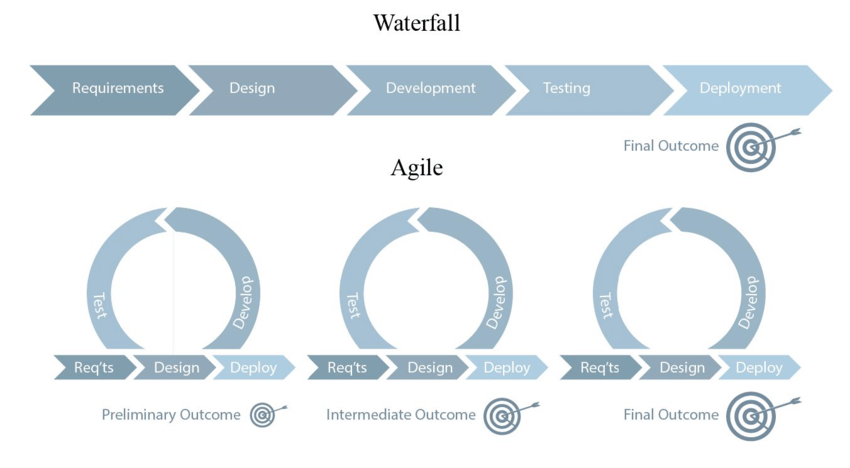 Waterfall
Requirements Design Development Testing Deployment
Final Outcome
Agile
Test Develop Test Develop Test Develop
Req'ts Design Deploy Req'ts Design Deploy Req'ts Design Deploy
Preliminary Outcome Intermediate Outcome Final Outcome